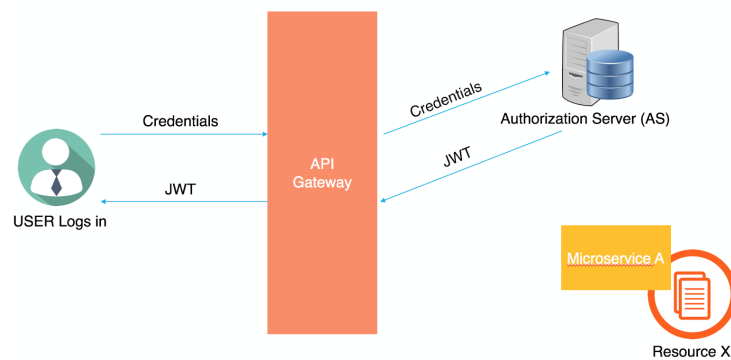 Credentials
JWT
USER Logs in
API
Gateway
Credentials
JWT
Authorization Server (AS)
Microservice A
Resource X